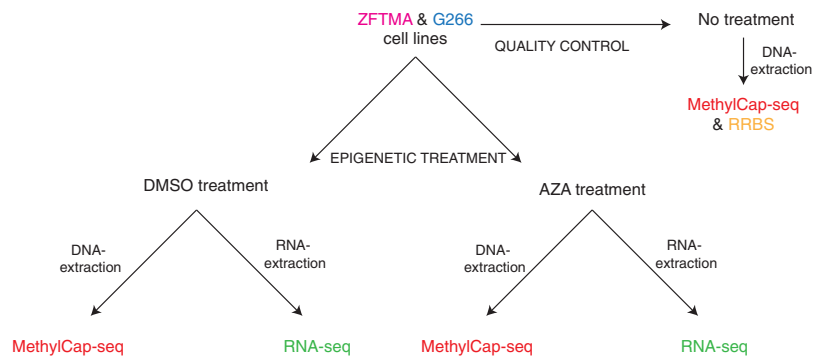 ZFTMA & G266
cell lines
QUALITY CONTROL
No treatment
DNA-
extraction
MethylCap-seq
& RRBS
EPIGENETIC TREATMENT
DMSO treatment
AZA treatment
DNA-
extraction
RNA-
extraction
DNA-
extraction
RNA-
extraction
MethylCap-seq
RNA-seq
MethylCap-seq
RNA-seq